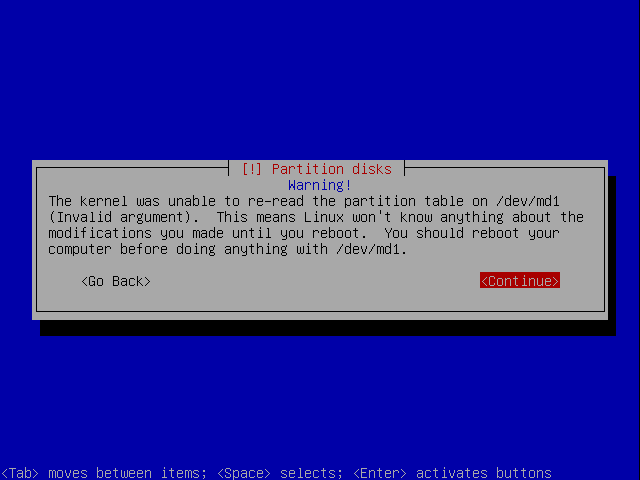 [!] Partition disks
Warning!
The kernel was unable to re-read the partition table on /dev/md1
(Invalid argument).  This means Linux won't know anything about the
modifications you made until you reboot.  You should reboot your
computer before doing anything with /dev/md1.
<Go Back> <Continue>
<Tab> moves between items; <Space> selects; <Enter> activates buttons